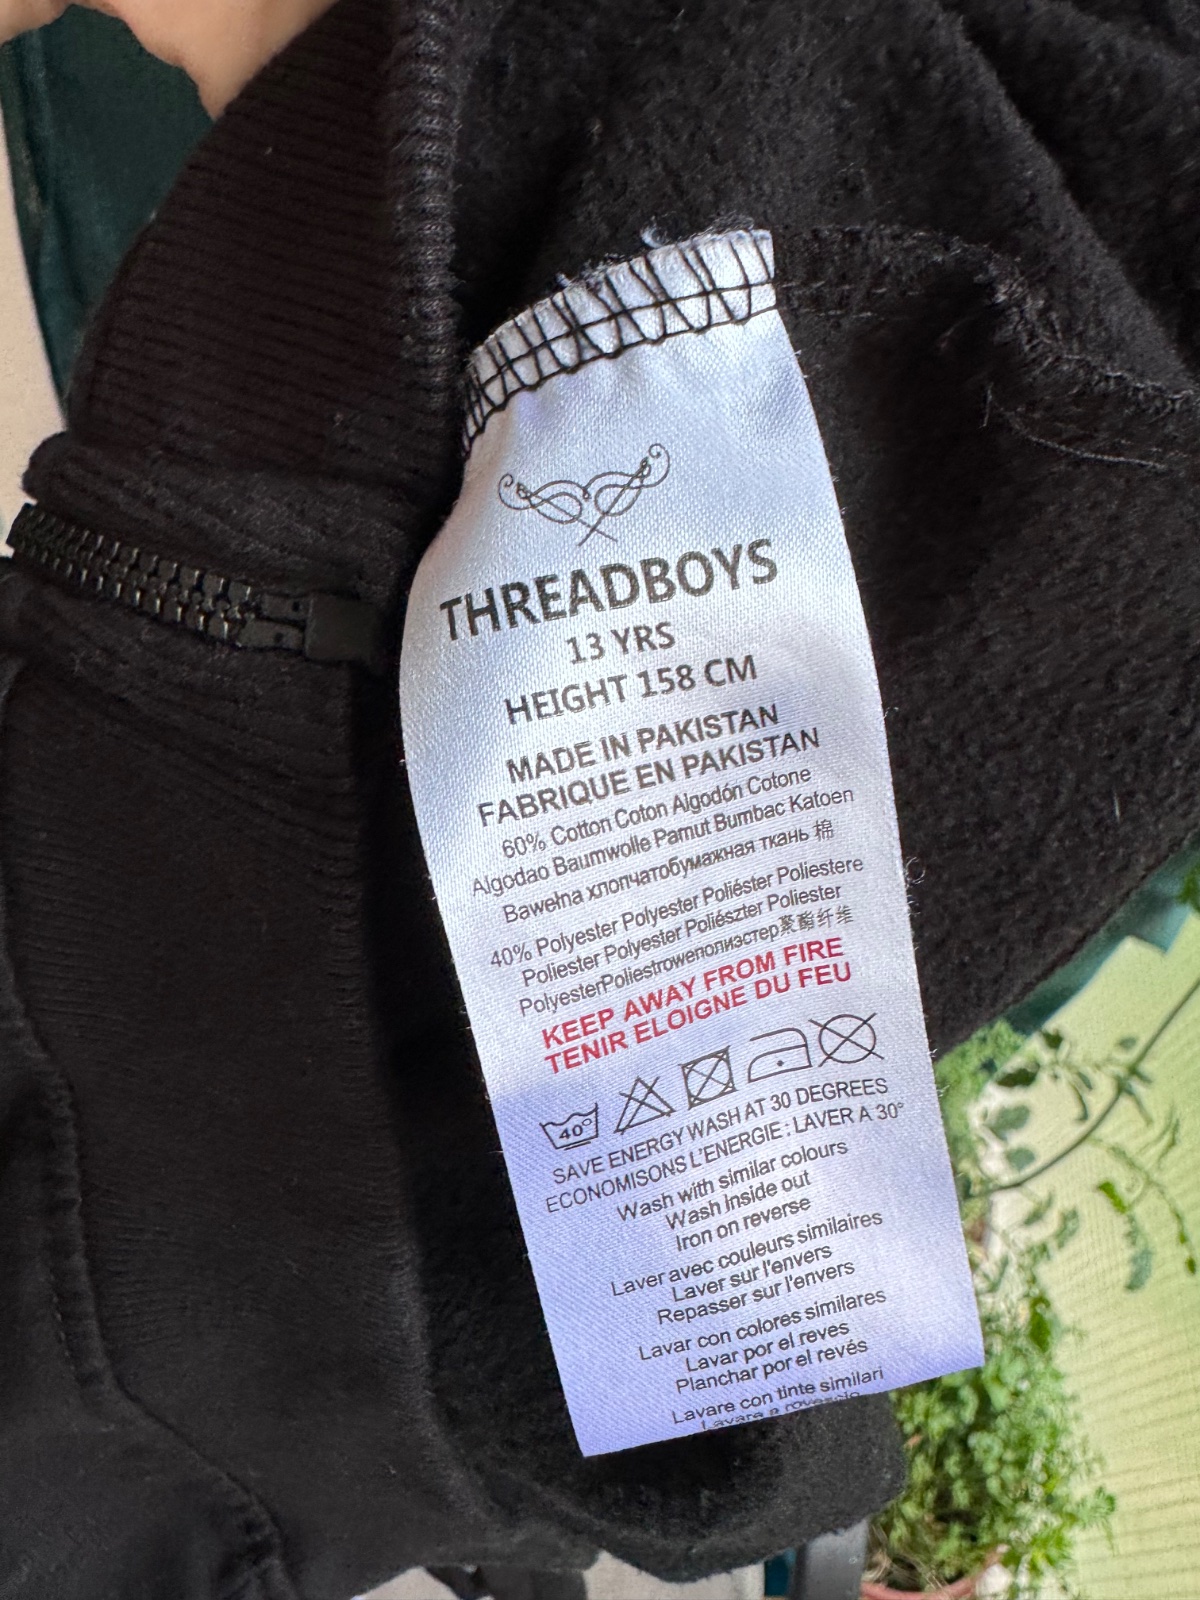 THREADBOYS
13 YRS
HEIGHT 158 CM
MADE IN PAKISTAN
FABRIQUE EN PAKISTAN
60% Cotton Coton Algodón Cotone
Algodao Baumwolle Pamut Bumbac Katoen
Bawełna хлопчатобумажная ткань 棉
40% Polyester Polyester Poliéster Poliestere
Poliester Polyester Poliészter Poliester
PolyesterPoliestrowenолиэстер聚酯纤维
KEEP AWAY FROM FIRE
TENIR ELOIGNE DU FEU
40°
SAVE ENERGY WASH AT 30 DEGREES
ECONOMISONS L'ENERGIE : LAVER A 30°
Wash with similar colours
Wash Inside out
Iron on reverse
Laver avec couleurs similaires
Laver sur l'envers
Repasser sur l'envers
Lavar con colores similares
Lavar por el reves
Planchar por el revés
Lavare con tinte similari
Lavare a rovescio